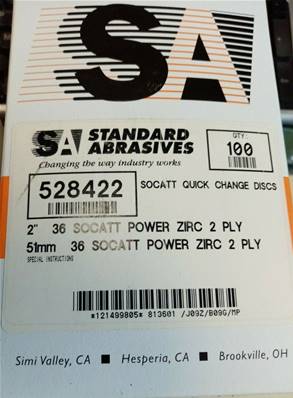 SA
SA STANDARD
ABRASIVES
Changing the way industry works
QTY:
100
528422
SOCATT QUICK CHANGE DISCS
2" 36 SOCATT POWER ZIRC 2 PLY
51mm 36 SOCATT POWER ZIRC 2 PLY
SPECIAL INSTRUCTIONS
*121499805* 813601 /J09Z/B09G/MP
Simi Valley, CA ■ Hesperia, CA ■ Brookville, OH